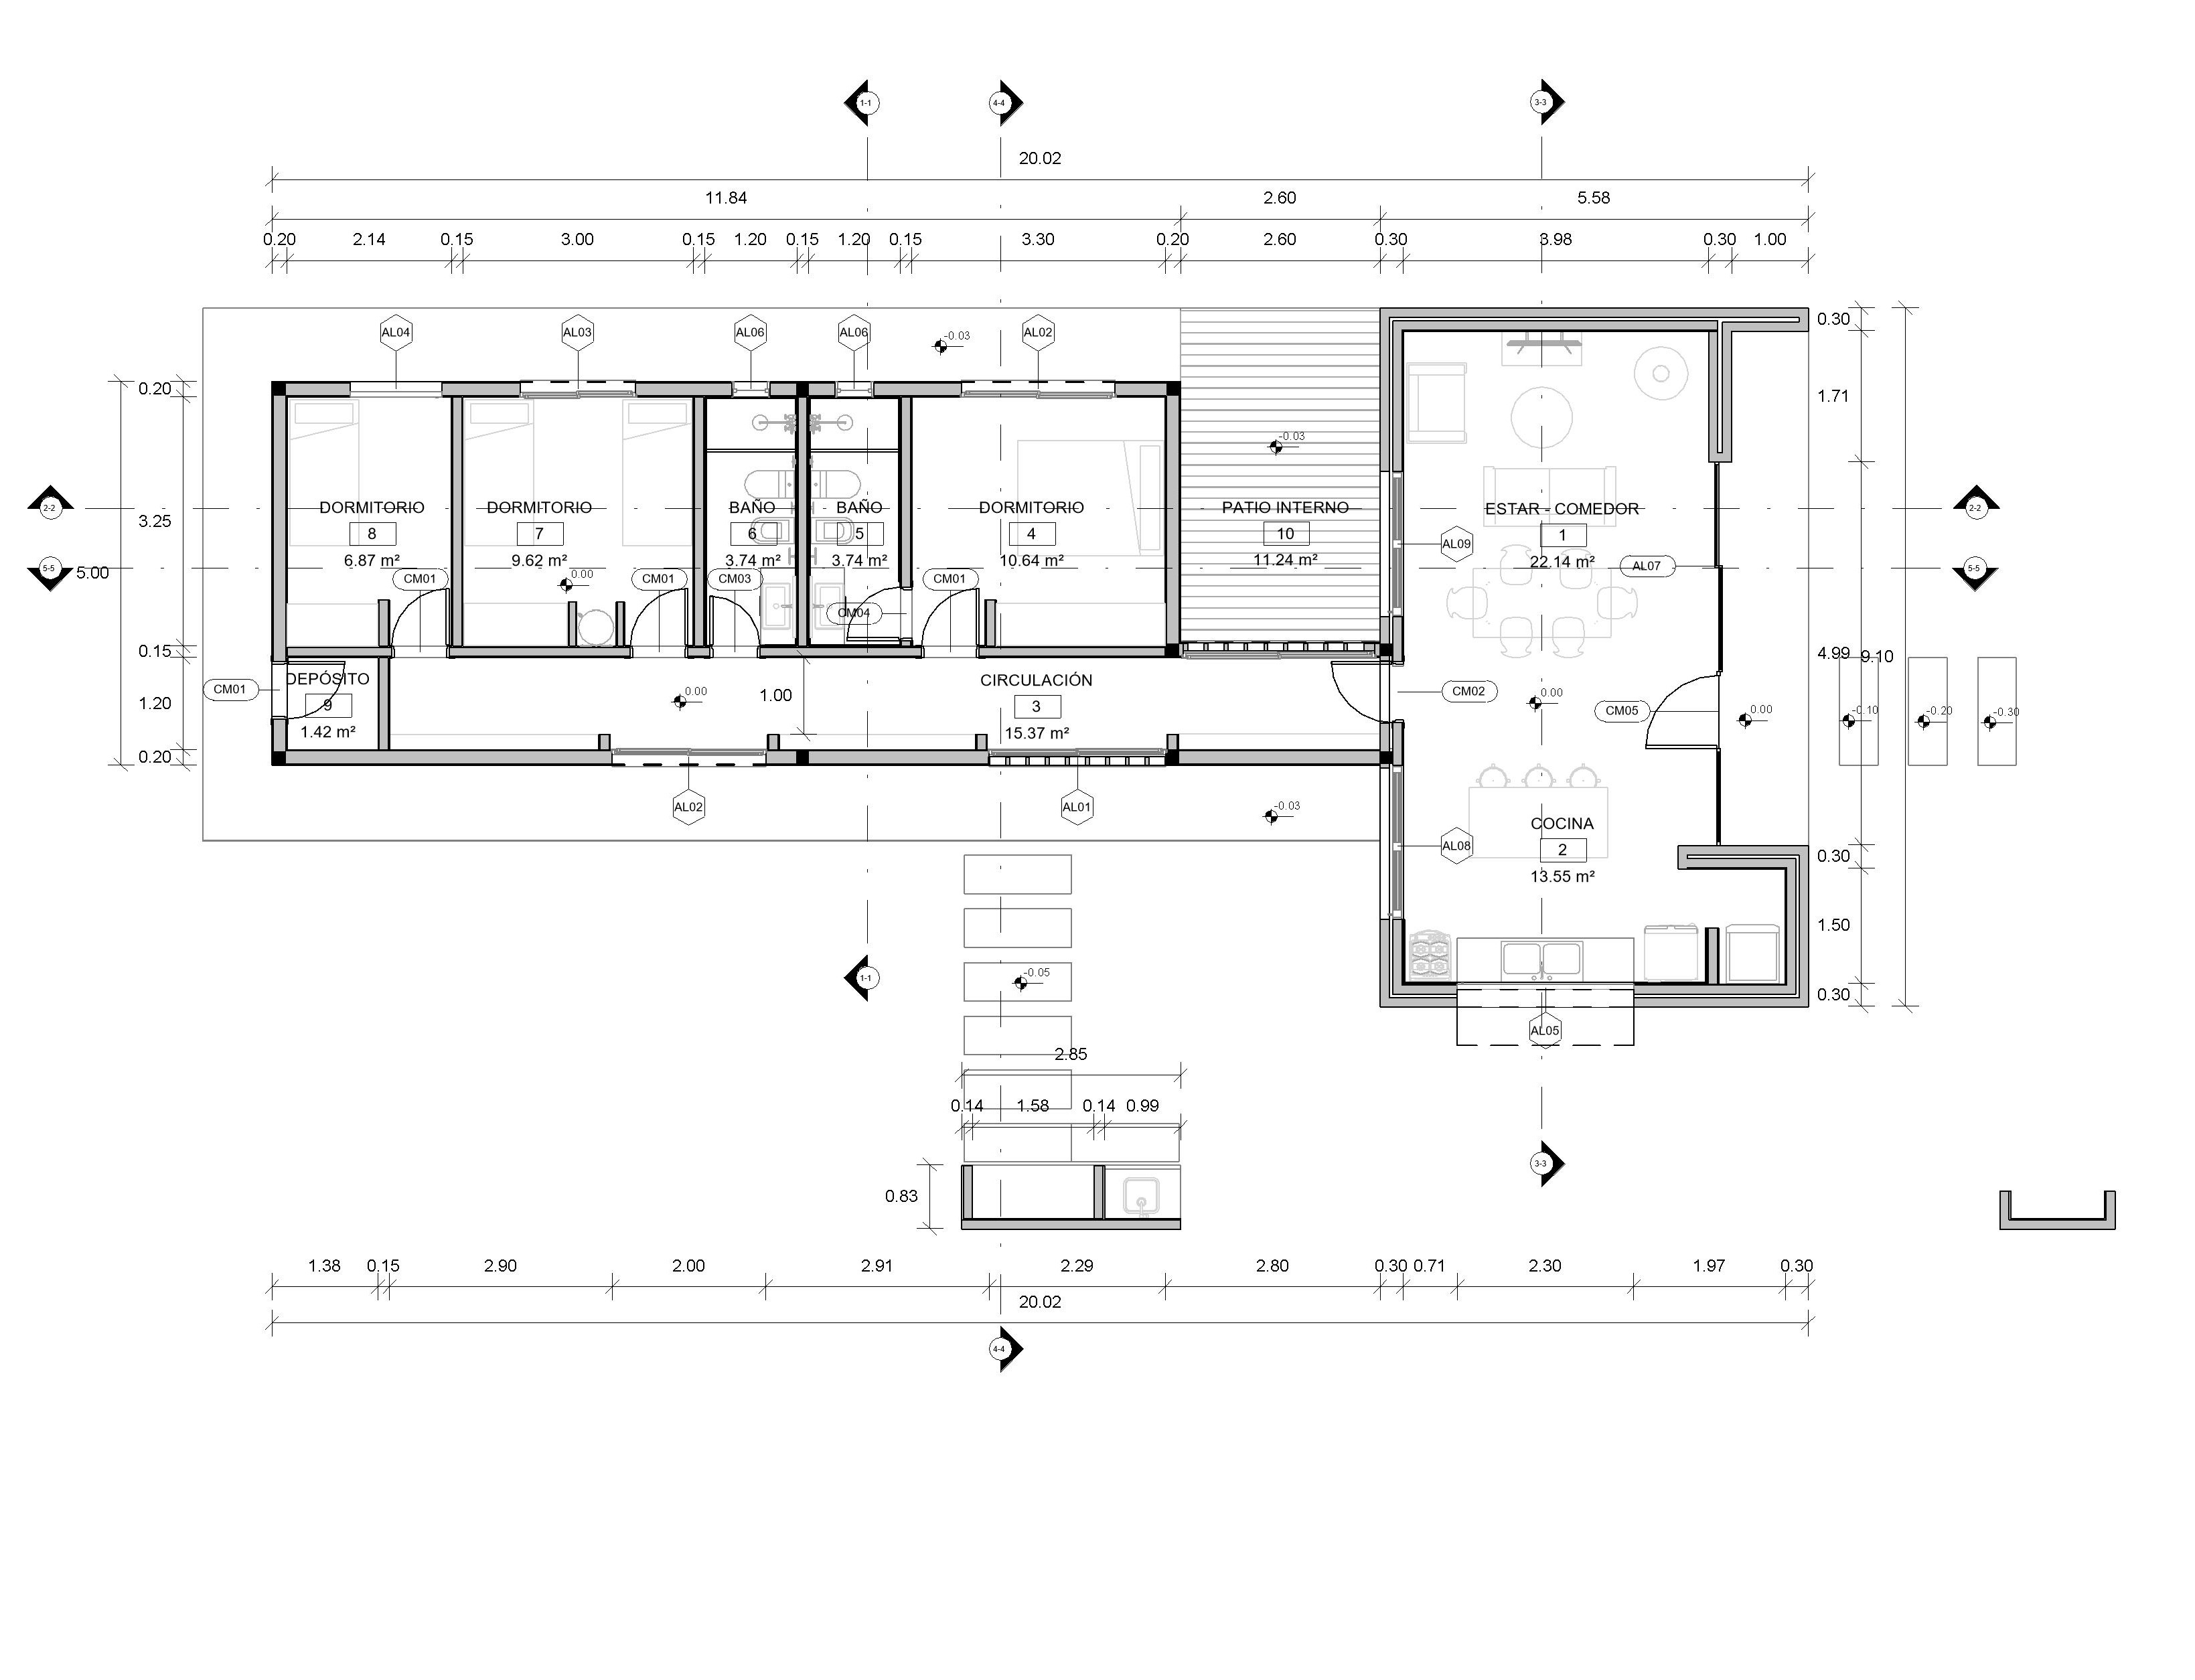 1-1
4-4
3-3
20.02
11.84
2.60
5.58
0.20
2.14
0.15
3.00
0.15
1.20
0.15
1.20
0.15
3.30
0.20
2.60
0.30
3.98
0.30
1.00
AL04
AL03
AL06
AL06
AL02
-0.03
0.30
0.20
1.71
-0.03
2-2
3.25
DORMITORIO
8
6.87 m²
DORMITORIO
7
9.62 m²
BAÑO
6
3.74 m²
BAÑO
5
3.74 m²
DORMITORIO
4
10.64 m²
PATIO INTERNO
10
11.24 m²
ESTAR - COMEDOR
1
22.14 m²
2-2
AL09
AL07
5-5
5.00
CM01
0.00
CM01
CM03
CM04
CM01
5-5
0.15
4.99
9.10
CM01
DEPÓSITO
9
1.42 m²
1.20
0.00
1.00
CIRCULACIÓN
3
15.37 m²
CM02
0.00
CM05
0.00
-0.10
-0.20
-0.30
0.20
AL02
AL01
-0.03
AL08
COCINA
2
13.55 m²
0.30
1.50
0.30
1-1
-0.05
AL05
2.85
0.14
1.58
0.14
0.99
3-3
0.83
1.38
0.15
2.90
2.00
2.91
2.29
2.80
0.30
0.71
2.30
1.97
0.30
20.02
4-4